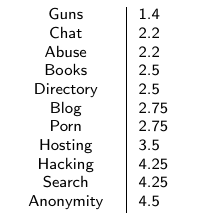 Guns 1.4
Chat 2.2
Abuse 2.2
Books 2.5
Directory 2.5
Blog 2.75
Porn 2.75
Hosting 3.5
Hacking 4.25
Search 4.25
Anonymity 4.5